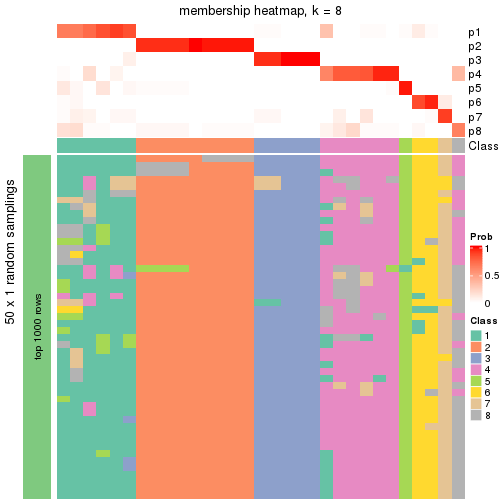 membership heatmap, k = 8
p1
p2
p3
p4
p5
p6
p7
p8
Class
50 x 1 random samplings
top 1000 rows
Prob
1
0.5
0
Class
1
2
3
4
5
6
7
8